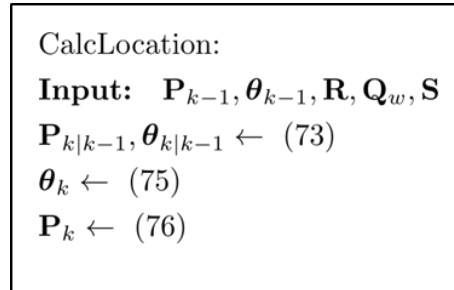 CalcLocation:
Input: P_{k-1}, θ_{k-1}, R, Q_w, S
P_{k|k-1}, θ_{k|k-1} ← (73)
θ_k ← (75)
P_k ← (76)